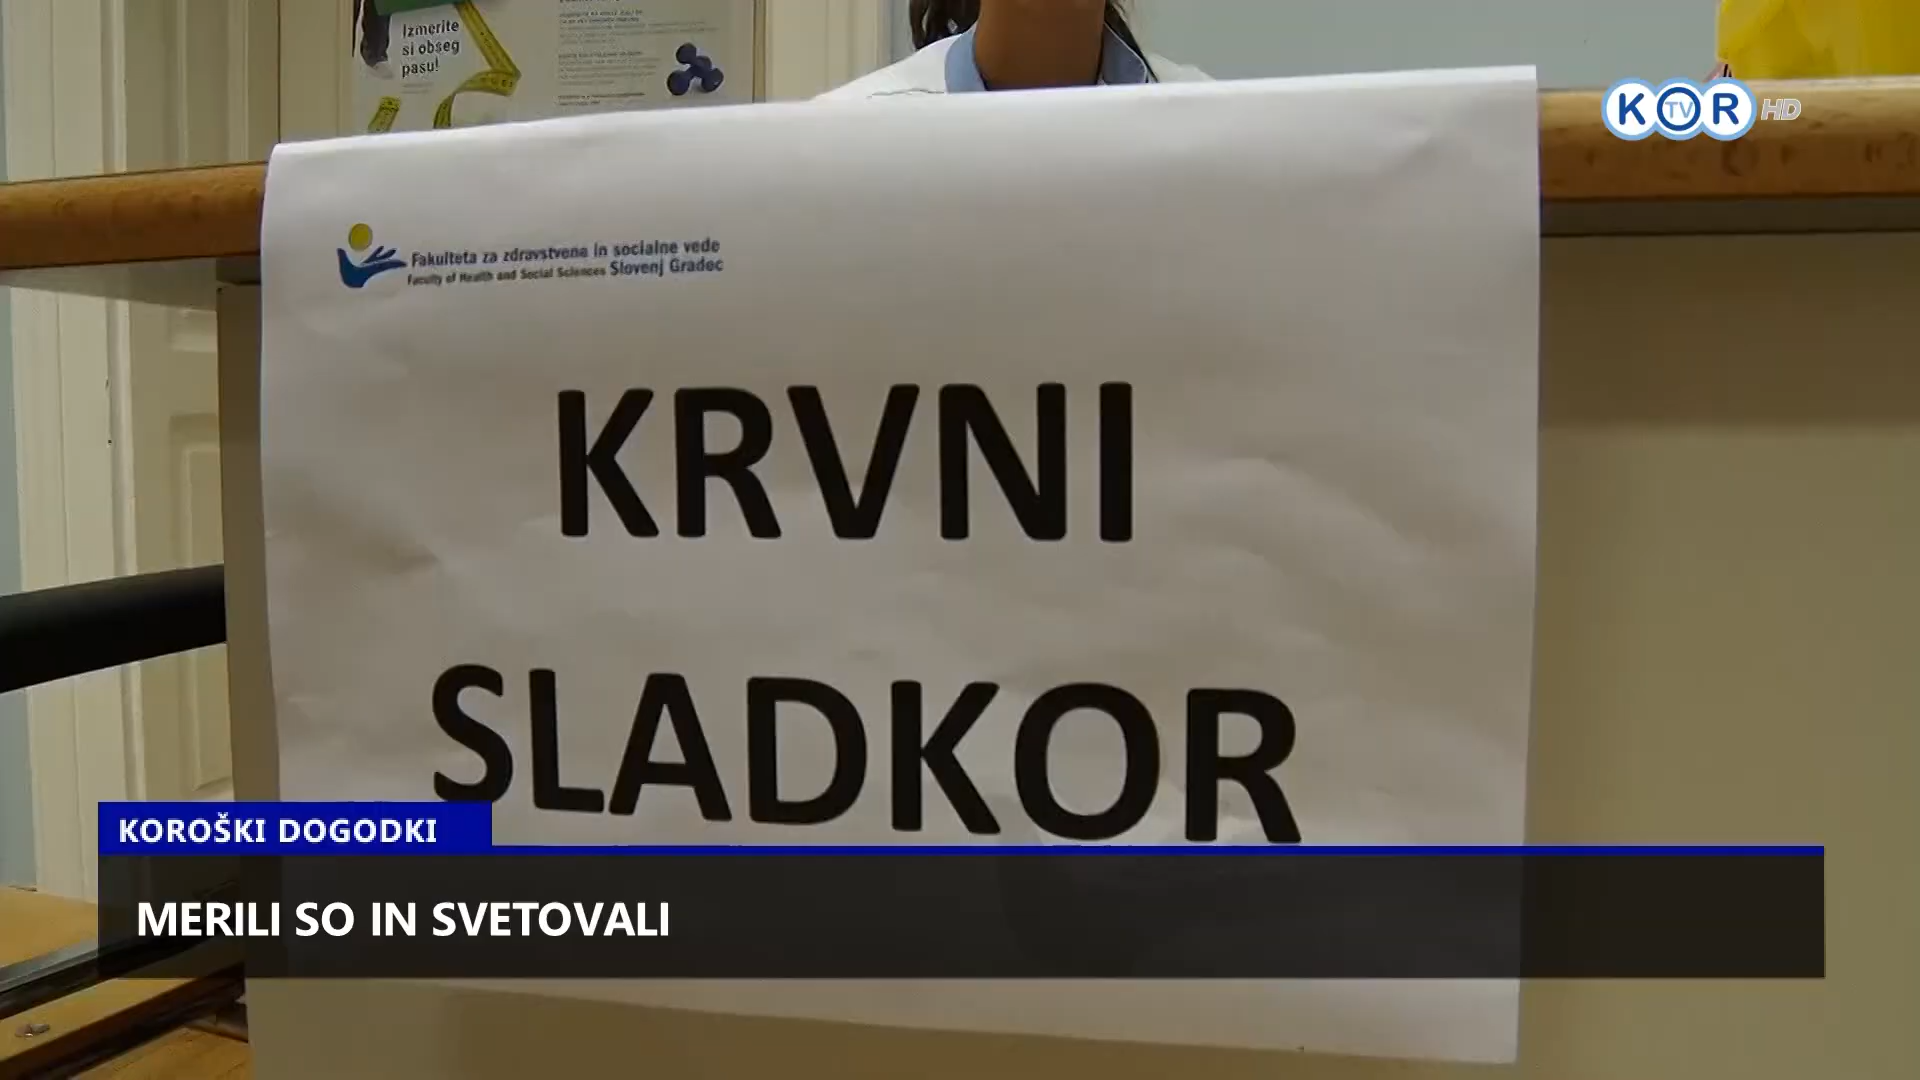 Izmerite
si obseg
pasu!
KOR TV HD
Fakulteta za zdravstvene in socialne vede
Faculty of Health and Social Sciences Slovenj Gradec
KRVNI
SLADKOR
KOROŠKI DOGODKI
MERILI SO IN SVETOVALI